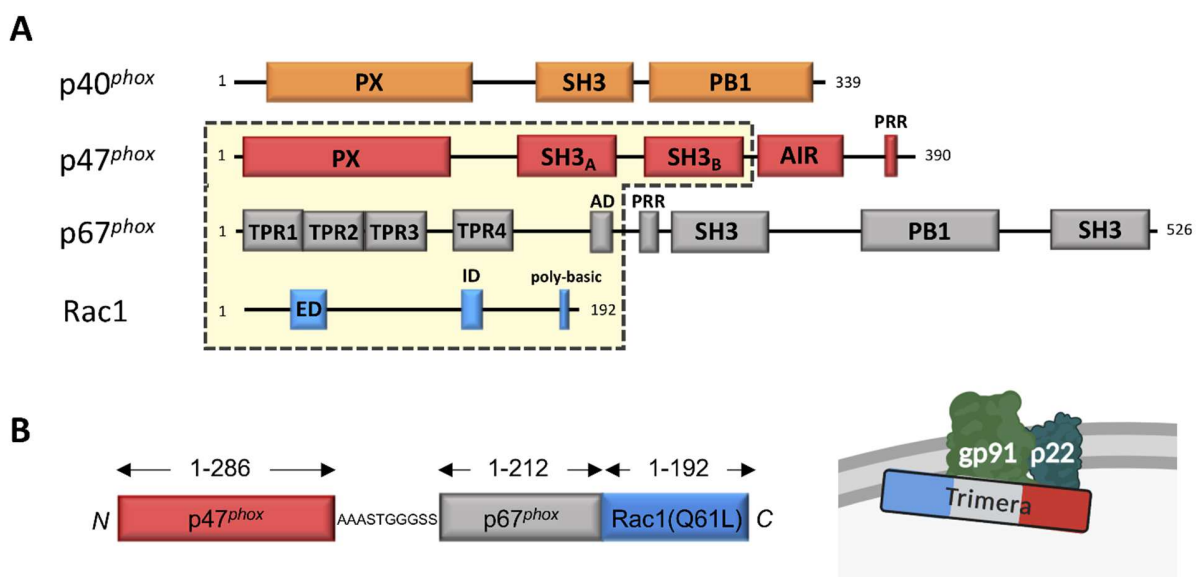 A
p40phox 1 PX SH3 PB1 339
PRR
p47phox 1 PX SH3A SH3B AIR 390
AD PRR
p67phox 1 TPR1 TPR2 TPR3 TPR4 SH3 PB1 SH3 526
ID poly-basic
Rac1 1 ED 192
B
1-286 1-212 1-192
N p47phox AAASTGGGSS p67phox Rac1(Q61L) C
gp91 p22
Trimera